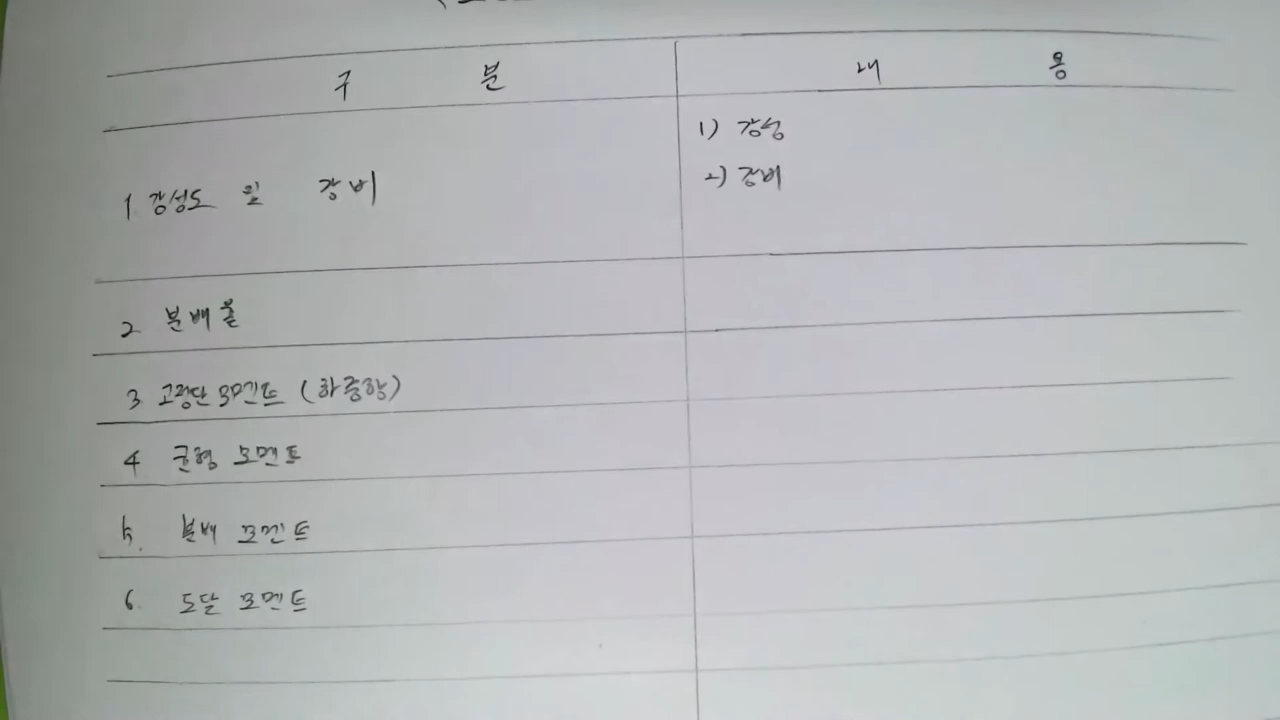 구 분 내 용
1 강성도 및 강비
1) 강성
2) 강비
2 분배율
3 고정단 모멘트 (하중항)
4 균형 모멘트
5. 분배 모멘트
6. 도달 모멘트